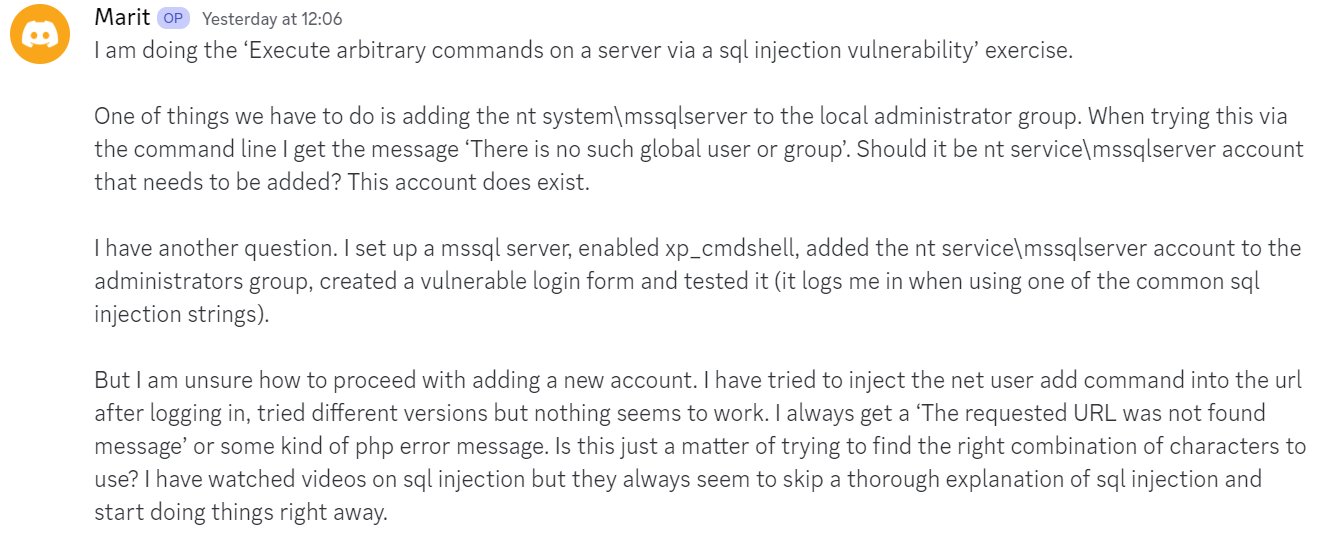 Marit OP Yesterday at 12:06
I am doing the ‘Execute arbitrary commands on a server via a sql injection vulnerability’ exercise.
One of things we have to do is adding the nt system\mssqlserver to the local administrator group. When trying this via
the command line I get the message ‘There is no such global user or group’. Should it be nt service\mssqlserver account
that needs to be added? This account does exist.
I have another question. I set up a mssql server, enabled xp_cmdshell, added the nt service\mssqlserver account to the
administrators group, created a vulnerable login form and tested it (it logs me in when using one of the common sql
injection strings).
But I am unsure how to proceed with adding a new account. I have tried to inject the net user add command into the url
after logging in, tried different versions but nothing seems to work. I always get a ‘The requested URL was not found
message’ or some kind of php error message. Is this just a matter of trying to find the right combination of characters to
use? I have watched videos on sql injection but they always seem to skip a thorough explanation of sql injection and
start doing things right away.